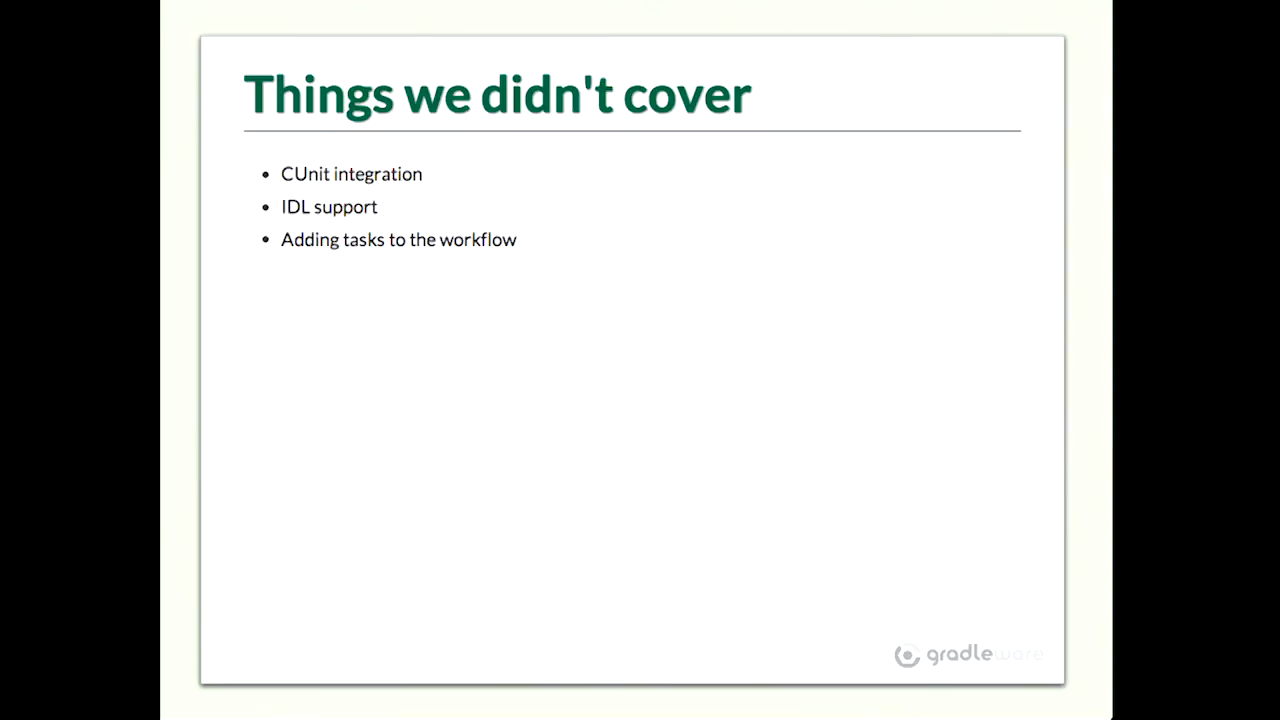 Things we didn't cover
CUnit integration
IDL support
Adding tasks to the workflow
gradleware